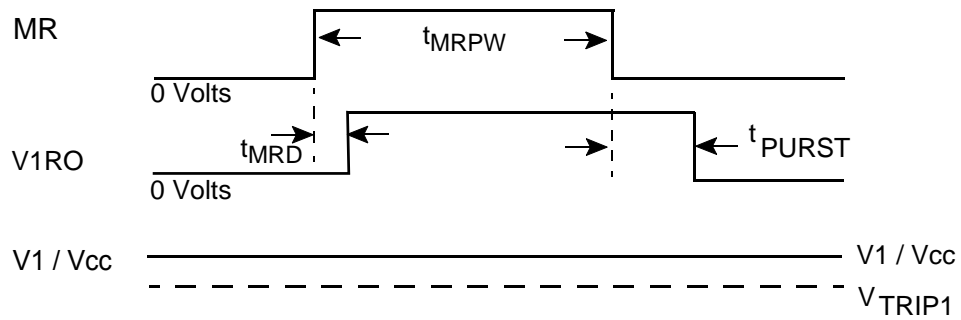 MR
tMRPW
0 Volts
tMRD
tPURST
V1RO
0 Volts
V1 / Vcc
V1 / Vcc
VTRIP1